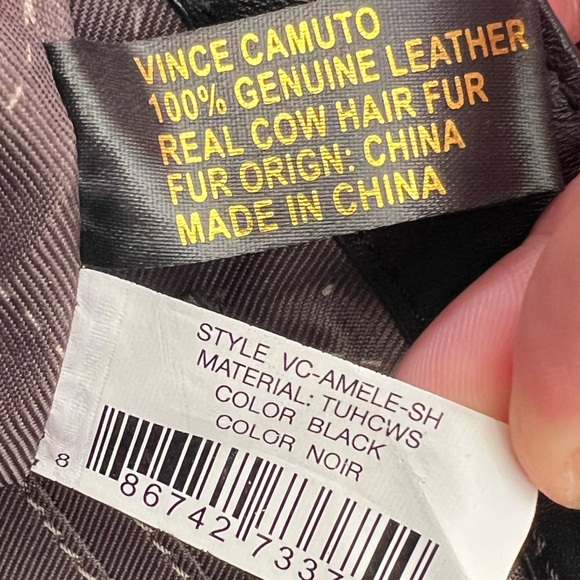 VINCE CAMUTO
100% GENUINE LEATHER
REAL COW HAIR FUR
FUR ORIGN: CHINA
MADE IN CHINA
STYLE VC-AMELE-SH
MATERIAL: TUHCWS
COLOR BLACK
COLOR NOIR
8 86742 7337